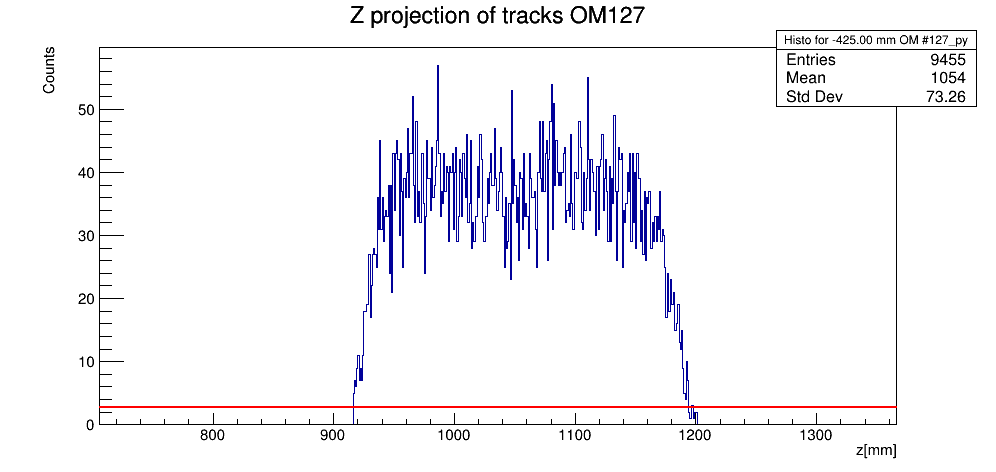 Z projection of tracks OM127
Histo for -425.00 mm OM #127_py
Entries 9455
Mean 1054
Std Dev 73.26
Counts
50
40
30
20
10
0
800 900 1000 1100 1200 1300
z[mm]